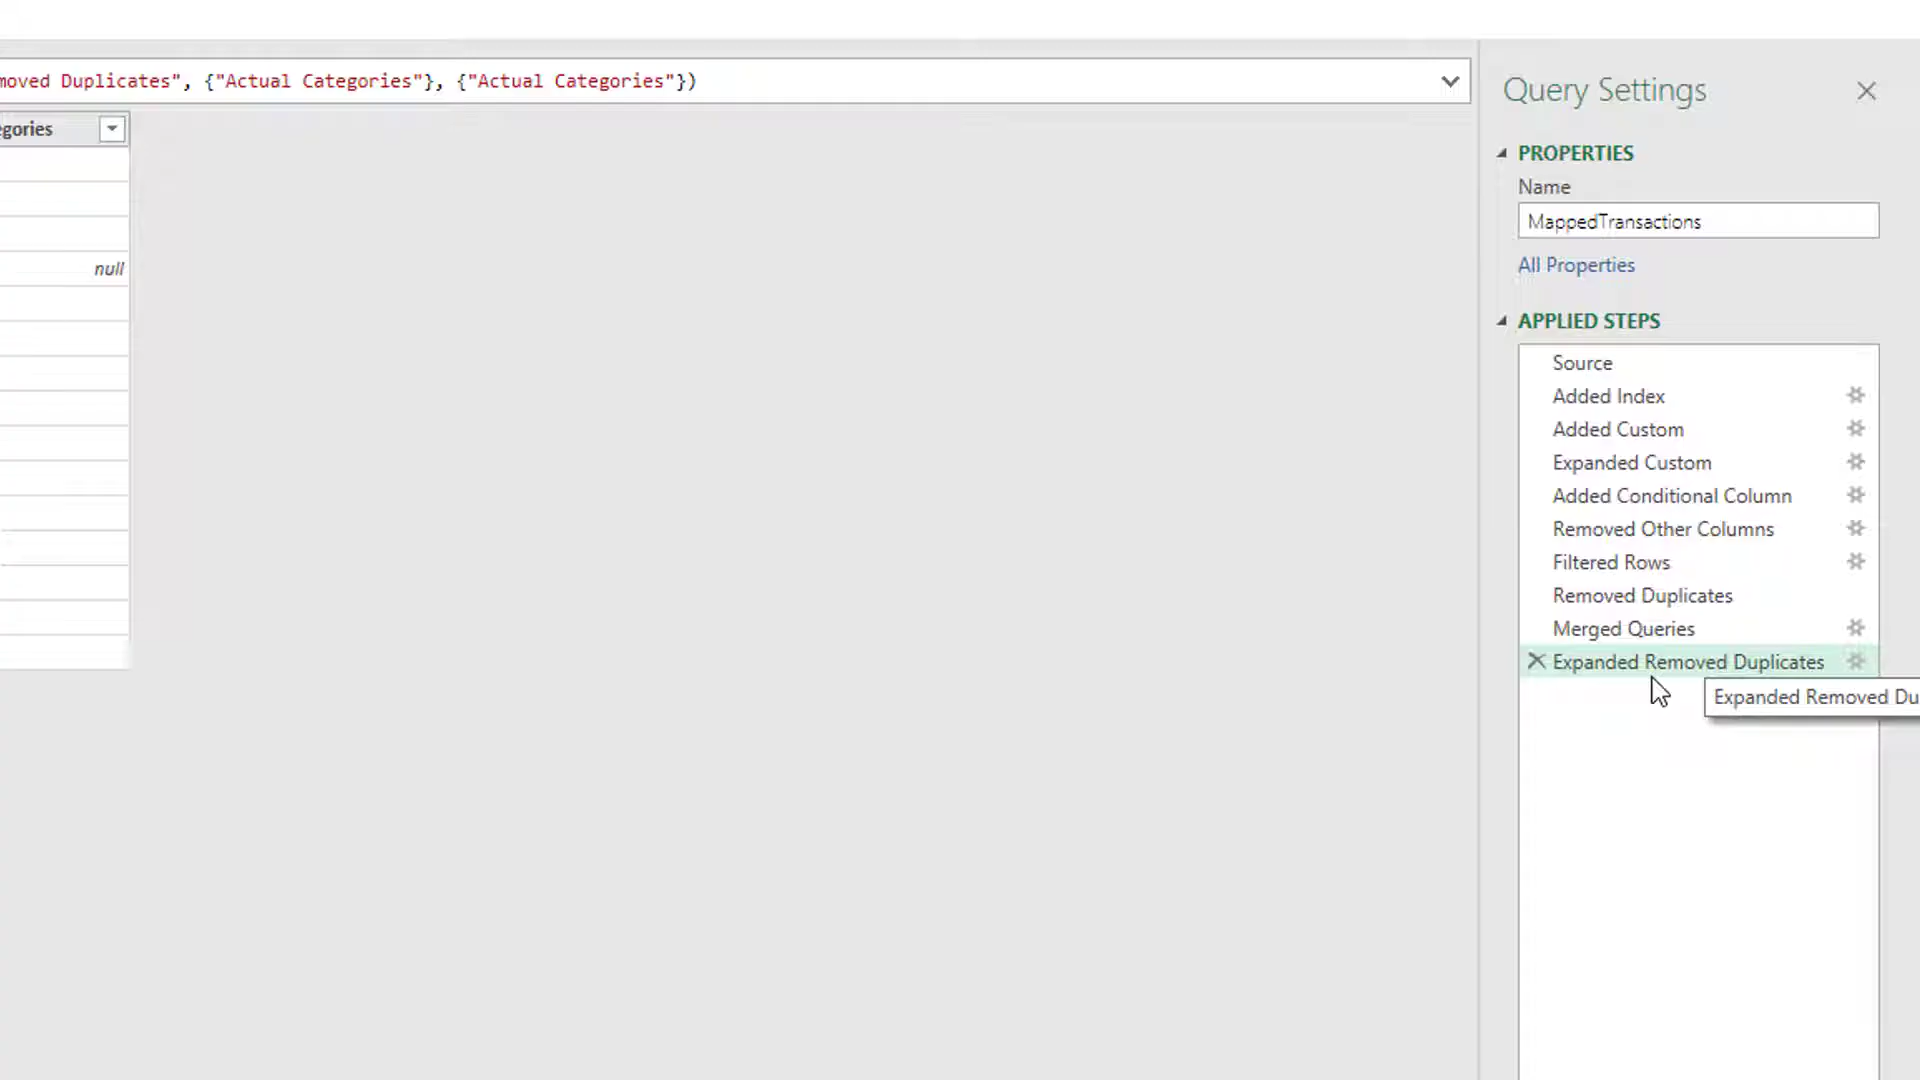 moved Duplicates", {"Actual Categories"}, {"Actual Categories"})
egories
null
Query Settings
PROPERTIES
Name
MappedTransactions
All Properties
APPLIED STEPS
Source
Added Index
Added Custom
Expanded Custom
Added Conditional Column
Removed Other Columns
Filtered Rows
Removed Duplicates
Merged Queries
Expanded Removed Duplicates
Expanded Removed Du